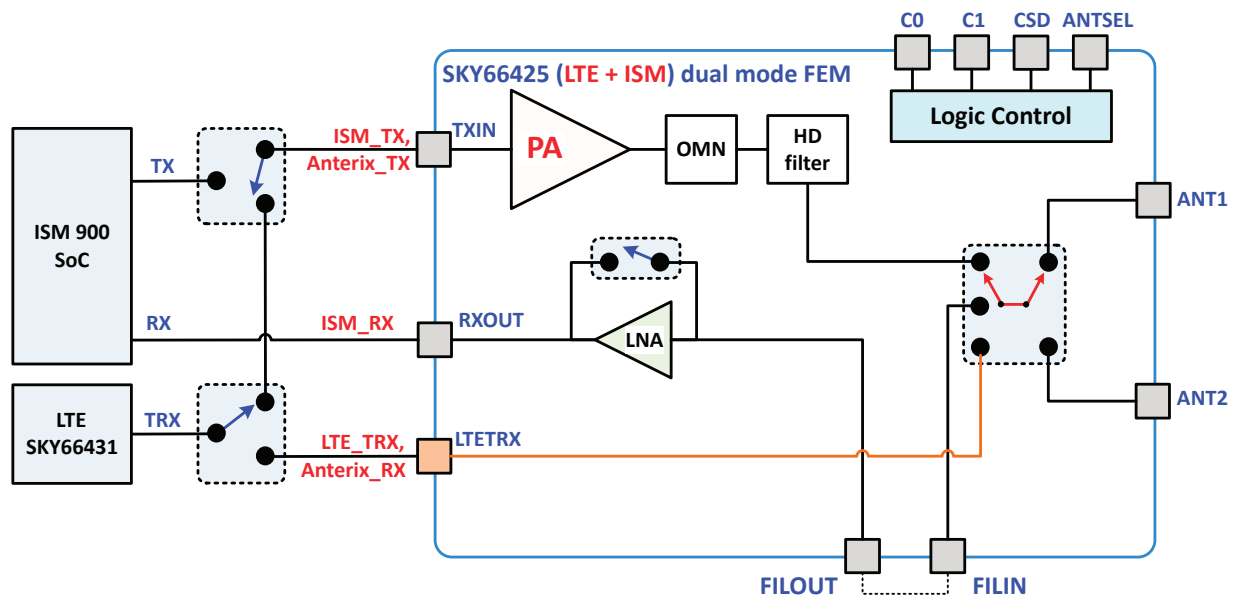 C0
C1
CSD
ANTSEL
SKY66425 (LTE + ISM) dual mode FEM
Logic Control
ISM 900
SoC
TX
ISM_TX,
Anterix_TX
TXIN
PA
OMN
HD
filter
ANT1
RX
ISM_RX
RXOUT
LNA
ANT2
LTE
SKY66431
TRX
LTE_TRX,
Anterix_RX
LTETRX
FILOUT
FILIN